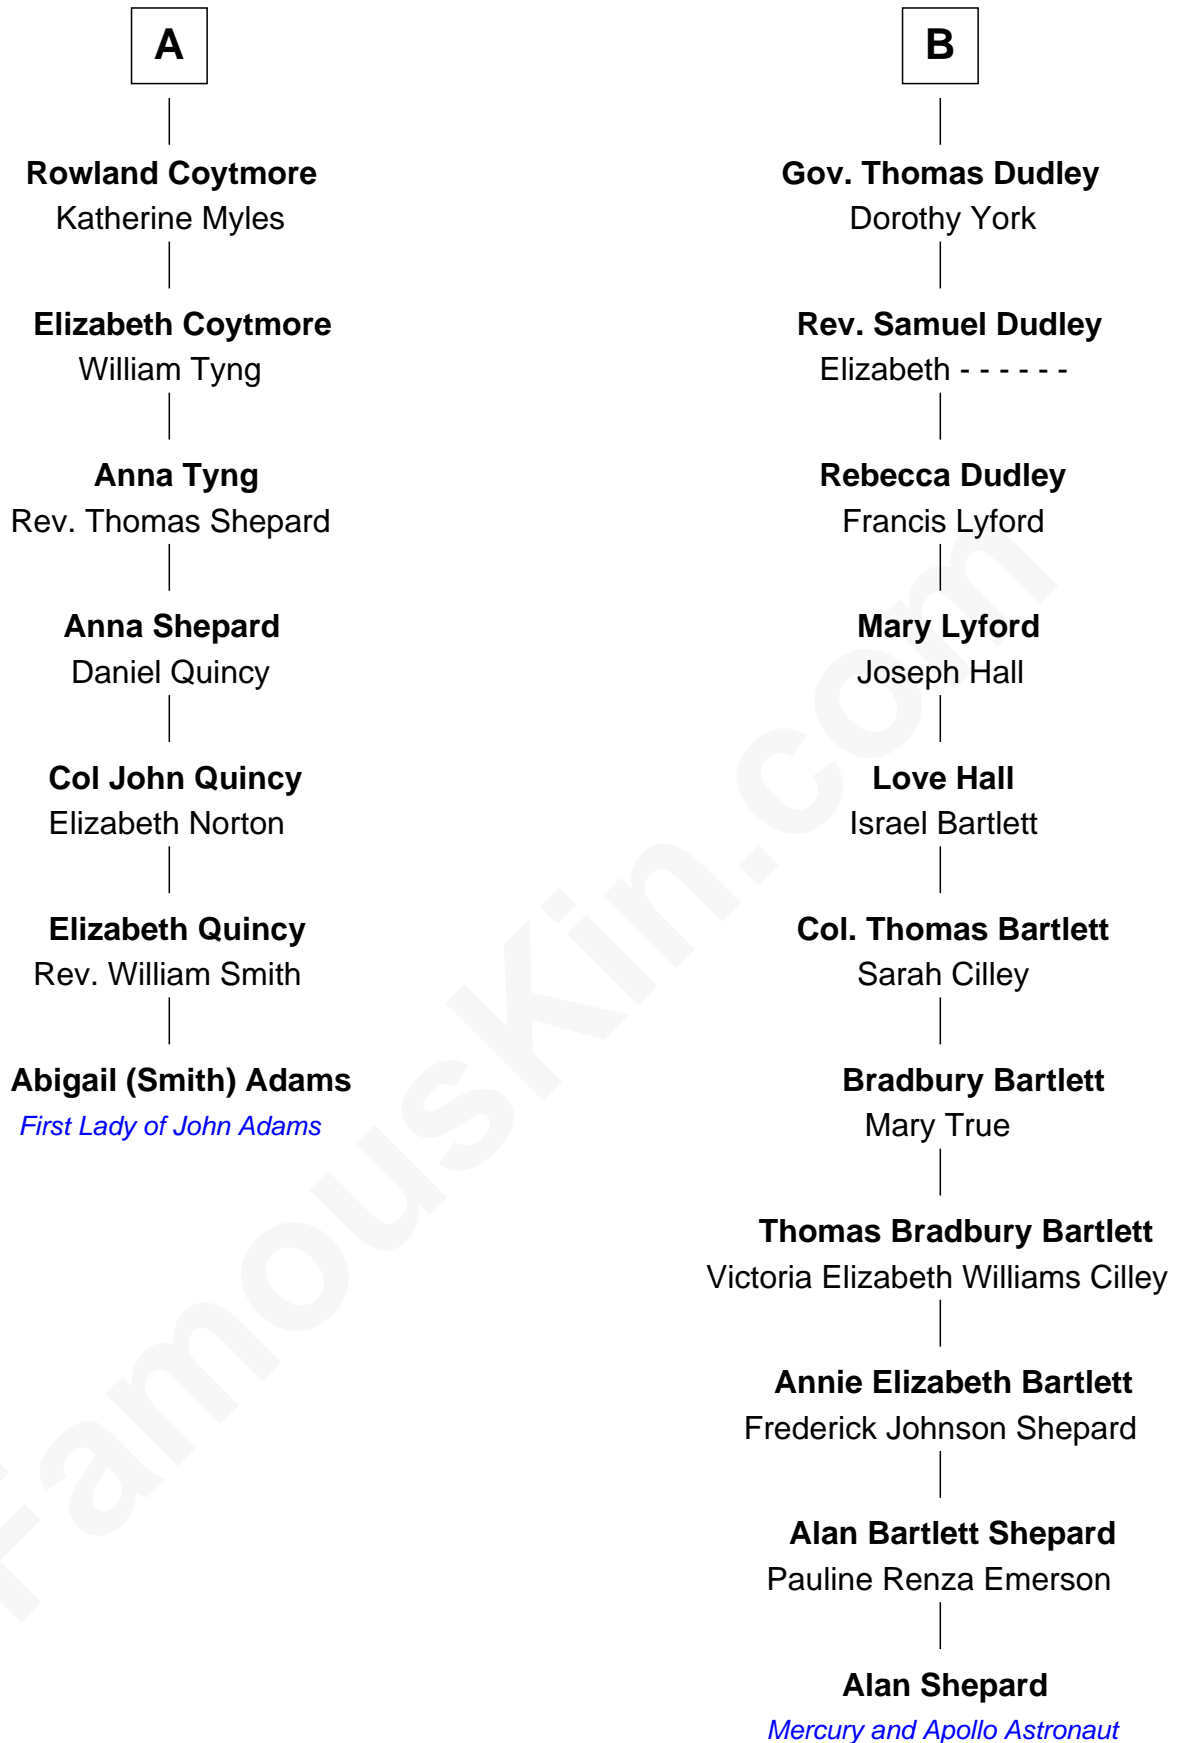 A
Rowland Coytmore
Katherine Myles
Elizabeth Coytmore
William Tyng
Anna Tyng
Rev. Thomas Shepard
Anna Shepard
Daniel Quincy
Col John Quincy
Elizabeth Norton
Elizabeth Quincy
Rev. William Smith
Abigail (Smith) Adams
First Lady of John Adams
B
Gov. Thomas Dudley
Dorothy York
Rev. Samuel Dudley
Elizabeth - - - - - -
Rebecca Dudley
Francis Lyford
Mary Lyford
Joseph Hall
Love Hall
Israel Bartlett
Col. Thomas Bartlett
Sarah Cilley
Bradbury Bartlett
Mary True
Thomas Bradbury Bartlett
Victoria Elizabeth Williams Cilley
Annie Elizabeth Bartlett
Frederick Johnson Shepard
Alan Bartlett Shepard
Pauline Renza Emerson
Alan Shepard
Mercury and Apollo Astronaut
FamousKin.com